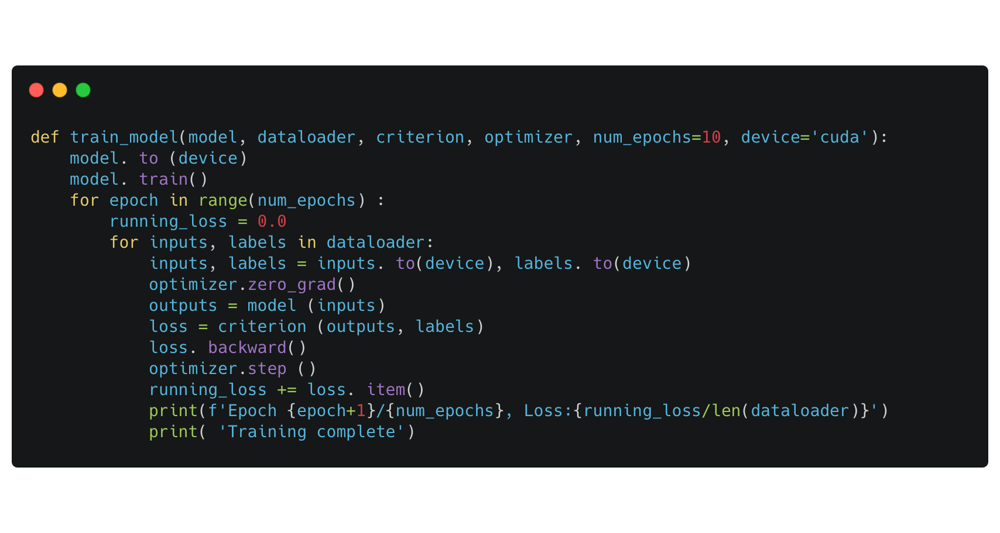 def train_model(model, dataloader, criterion, optimizer, num_epochs=10, device='cuda'):
    model. to (device)
    model. train()
    for epoch in range(num_epochs) :
        running_loss = 0.0
        for inputs, labels in dataloader:
            inputs, labels = inputs. to(device), labels. to(device)
            optimizer.zero_grad()
            outputs = model (inputs)
            loss = criterion (outputs, labels)
            loss. backward()
            optimizer.step ()
            running_loss += loss. item()
            print(f'Epoch {epoch+1}/{num_epochs}, Loss:{running_loss/len(dataloader)}')
            print( 'Training complete')